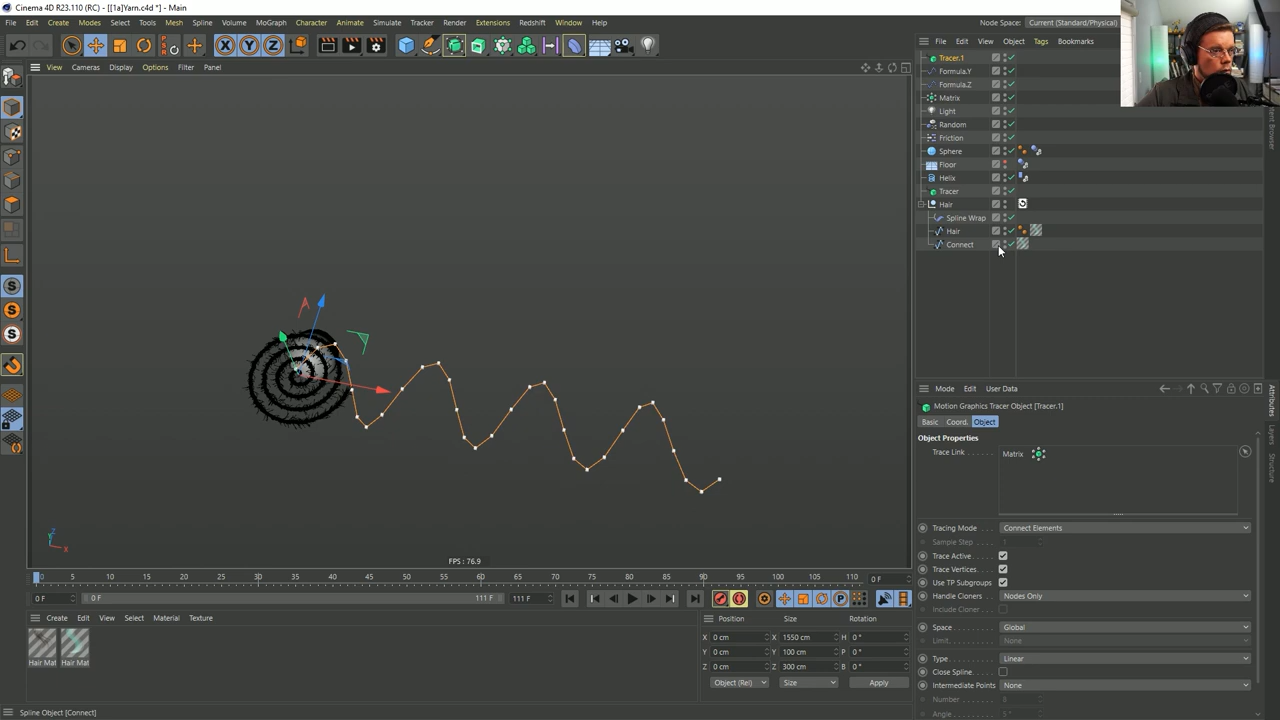 Cinema 4D R23.110 (RC) - [[1a]Yarn.c4d *] - Main
File Edit Create Modes Select Tools Mesh Spline Volume MoGraph Character Animate Simulate Tracker Render Extensions Redshift Window Help
Node Space: Current (Standard/Physical)
File Edit View Object Tags Bookmarks
View Cameras Display Options Filter Panel
Tracer.1
Formula.Y
Formula.Z
Matrix
Light
Random
Friction
Sphere
Floor
Helix
Tracer
Hair
Spline Wrap
Hair
Connect
FPS : 76.9
Mode Edit User Data
Motion Graphics Tracer Object [Tracer.1]
Basic Coord. Object
Object Properties
Trace Link Matrix
Tracing Mode Connect Elements
Sample Step 1
Trace Active
Trace Vertices
Use TP Subgroups
Handle Cloners Nodes Only
Include Cloner
Space Global
Limit None
Type Linear
Close Spline
Intermediate Points None
Number 8
Angle 5 °
0 5 10 15 20 25 30 35 40 45 50 55 60 65 70 75 80 85 90 95 100 105 110 0 F
0 F 0 F 111 F 111 F
Create Edit View Select Material Texture
Hair Mat Hair Mat
Position Size Rotation
X 0 cm X 1550 cm H 0 °
Y 0 cm Y 100 cm P 0 °
Z 0 cm Z 300 cm B 0 °
Object (Rel) Size Apply
Spline Object [Connect]
Attributes
Layers
Structure